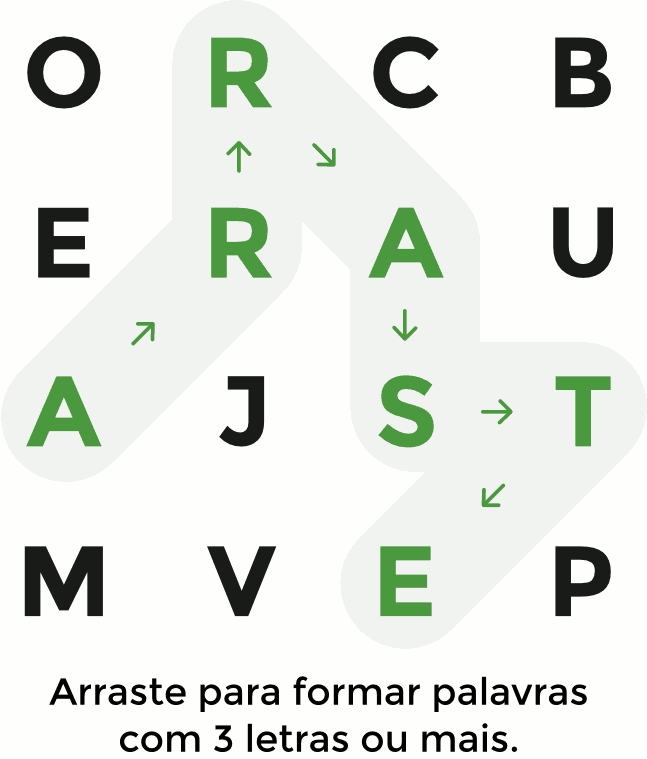 O R C B
E R A U
A J S T
M V E P
Arraste para formar palavras
com 3 letras ou mais.